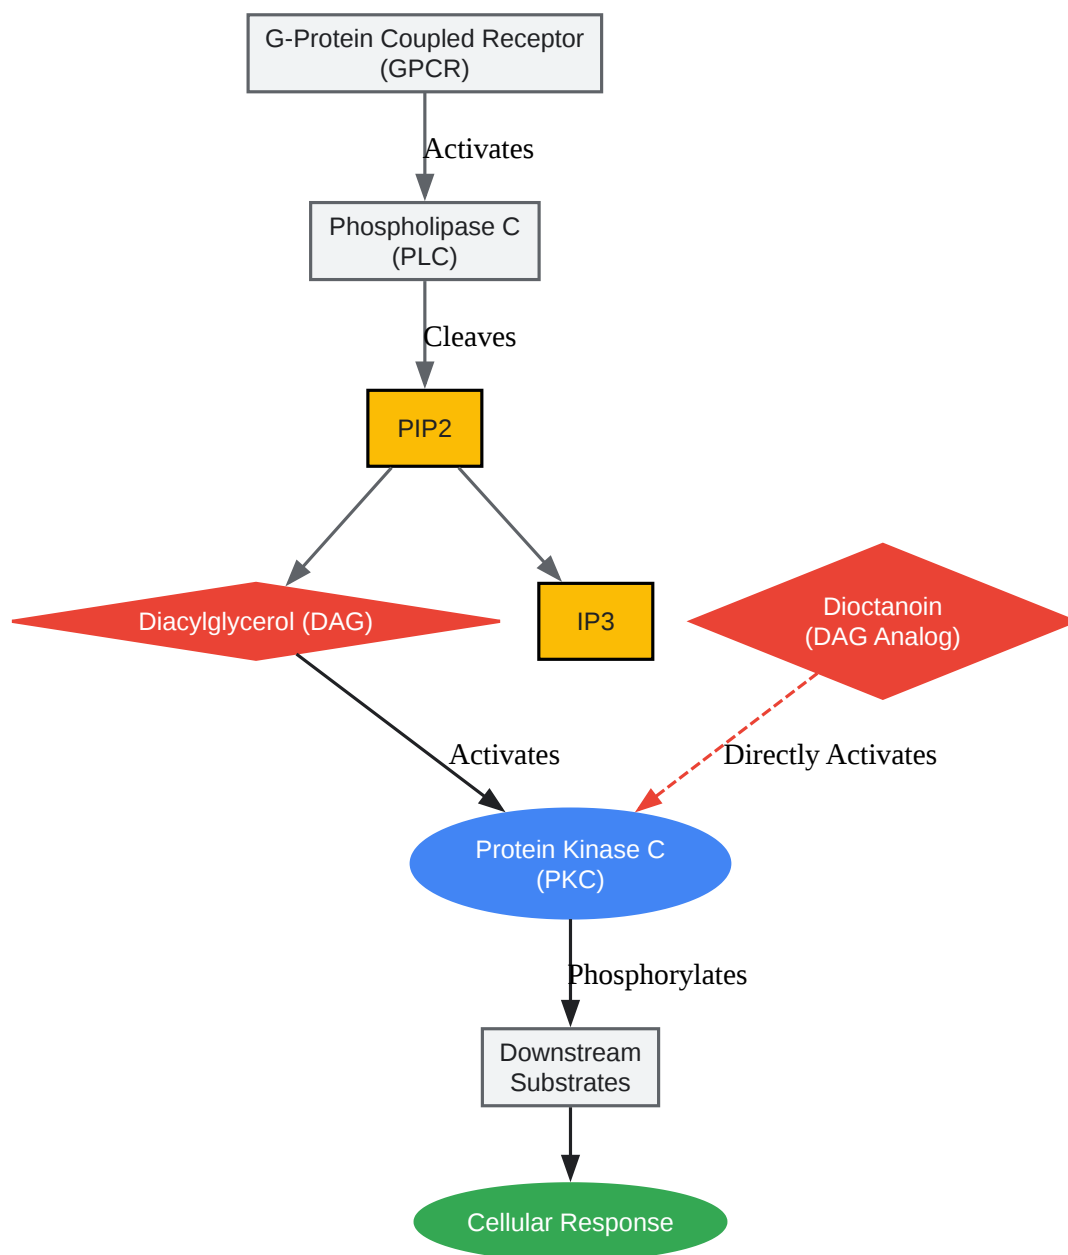 G-Protein Coupled Receptor
(GPCR)
Activates
Phospholipase C
(PLC)
Cleaves
PIP2
Diacylglycerol (DAG)
IP3
Dioctanoin
(DAG Analog)
Activates
Directly Activates
Protein Kinase C
(PKC)
Phosphorylates
Downstream
Substrates
Cellular Response